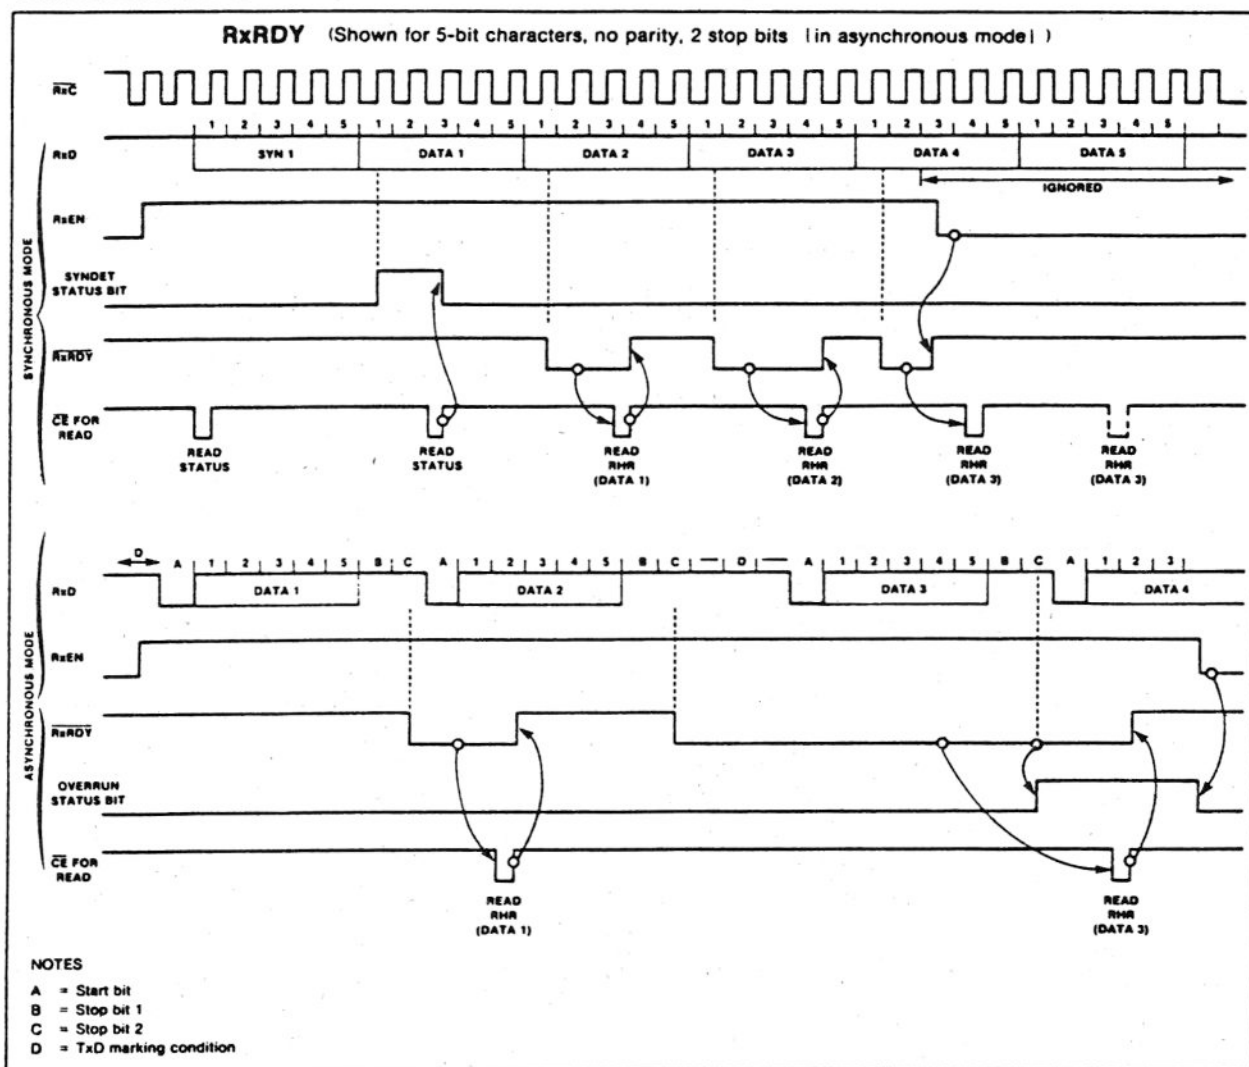 RxRDY (Shown for 5-bit characters, no parity, 2 stop bits [in asynchronous mode] )
RxC
1 2 3 4 5 1 2 3 4 5 1 2 3 4 5 1 2 3 4 5 1 2 3 4 5 1 2 3 4 5
RxD SYN 1 DATA 1 DATA 2 DATA 3 DATA 4 DATA 5
IGNORED
RxEN
SYNCHRONOUS MODE
SYNDET
STATUS BIT
RxRDY
CE FOR
READ
READ
STATUS
READ
STATUS
READ
RHR
(DATA 1)
READ
RHR
(DATA 2)
READ
RHR
(DATA 3)
READ
RHR
(DATA 3)
D A 1 2 3 4 5 B C A 1 2 3 4 5 B C D A 1 2 3 4 5 B C A 1 2 3
RxD DATA 1 DATA 2 DATA 3 DATA 4
RxEN
ASYNCHRONOUS MODE
RxRDY
OVERRUN
STATUS BIT
CE FOR
READ
READ
RHR
(DATA 1)
READ
RHR
(DATA 3)
NOTES
A = Start bit
B = Stop bit 1
C = Stop bit 2
D = TxD marking condition